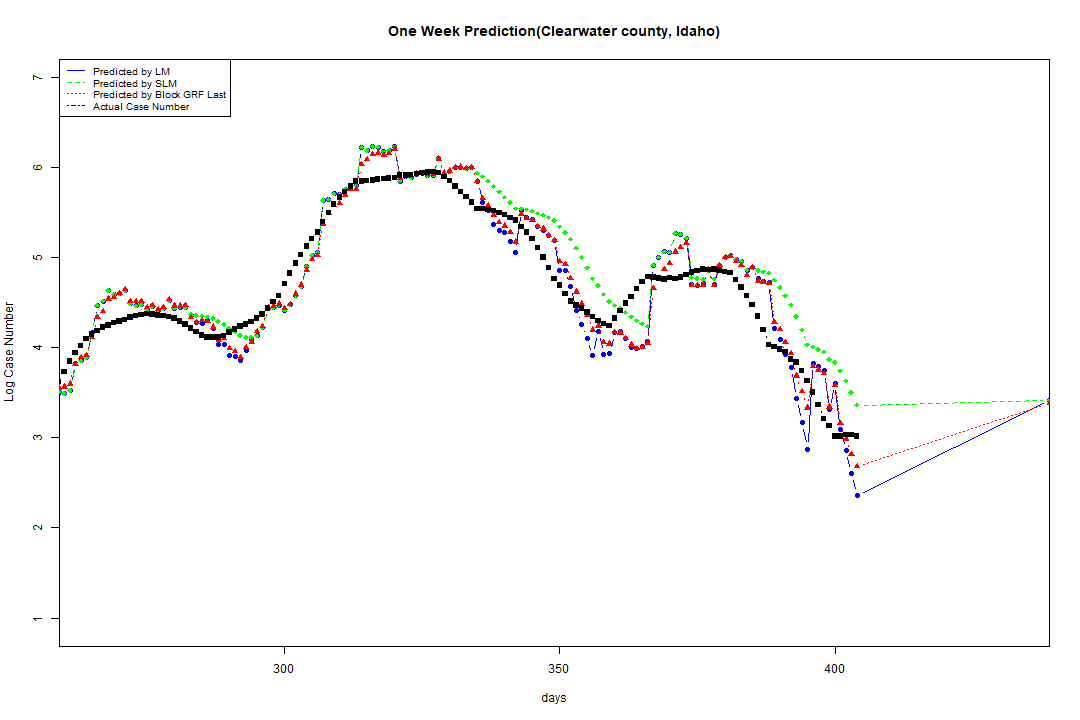 One Week Prediction(Clearwater county, Idaho)
Predicted by LM
Predicted by SLM
Predicted by Block GRF Last
Actual Case Number
7
6
5
4
3
2
1
Log Case Number
300
350
400
days